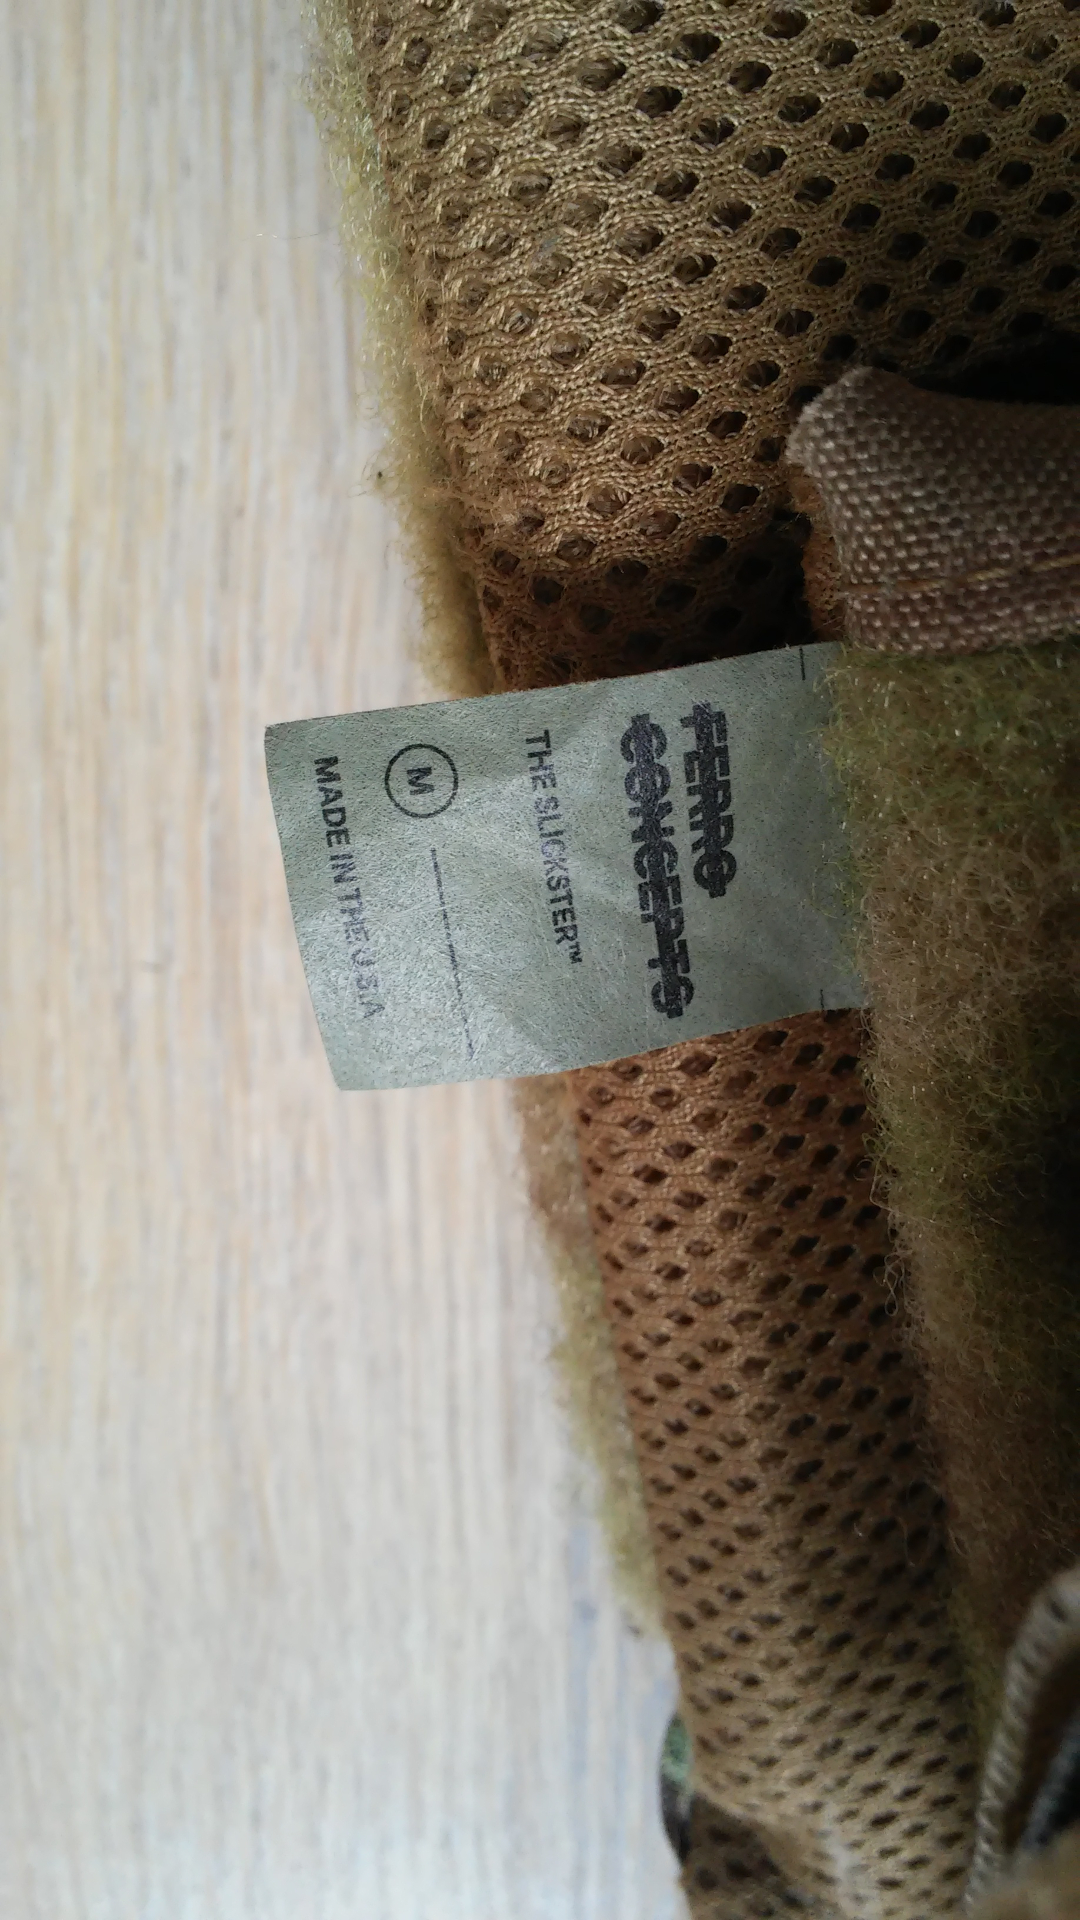 FERRO
CONCEPTS
THE SLICKSTER™
M
MADE IN THE USA